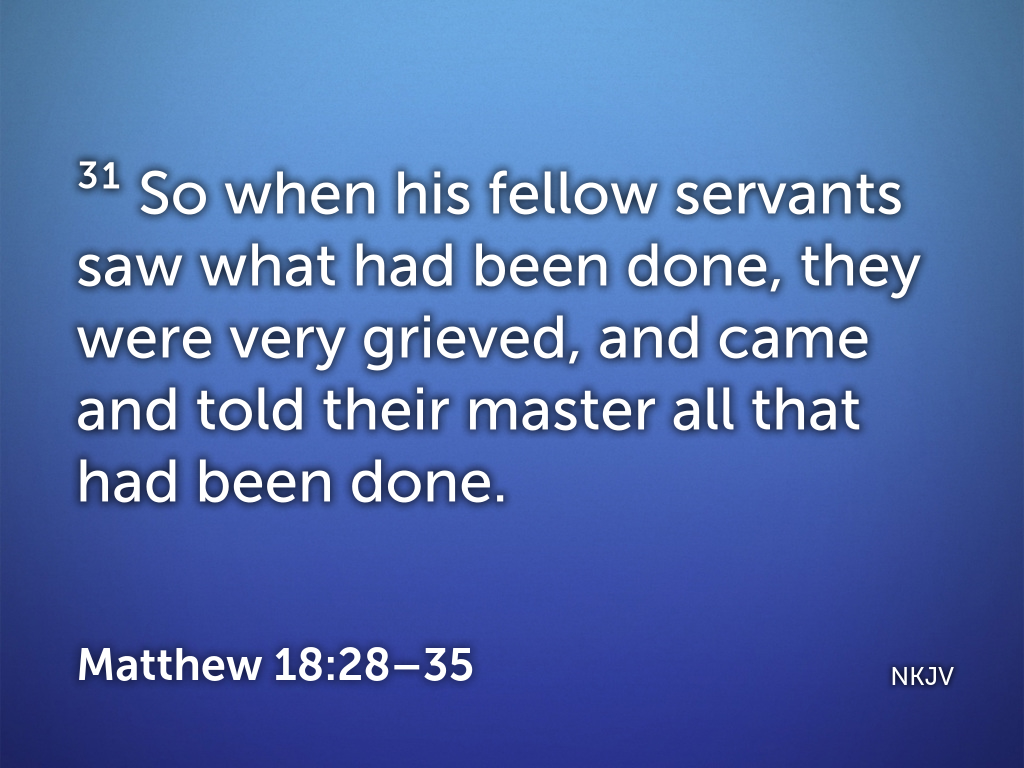 31 So when his fellow servants
saw what had been done, they
were very grieved, and came
and told their master all that
had been done.
Matthew 18:28–35
NKJV